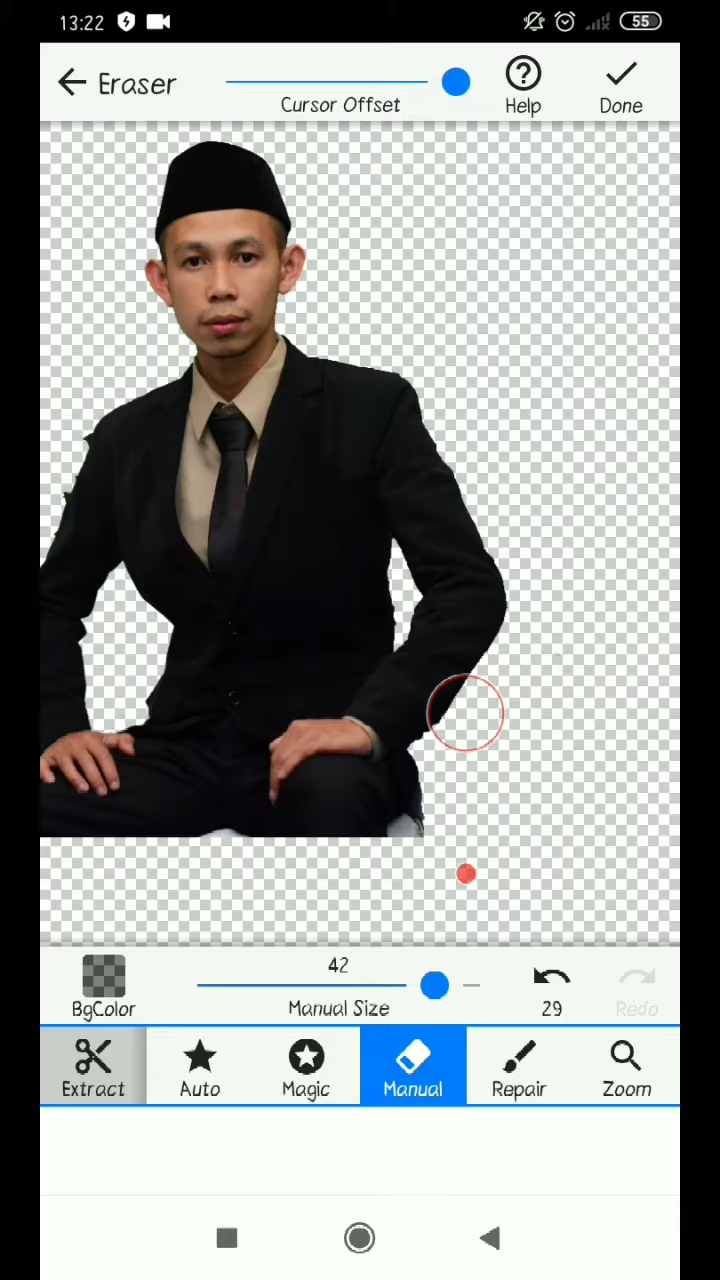 13:22
55
Eraser
Cursor Offset
Help
Done
42
BgColor
Manual Size
29
Redo
Extract
Auto
Magic
Manual
Repair
Zoom